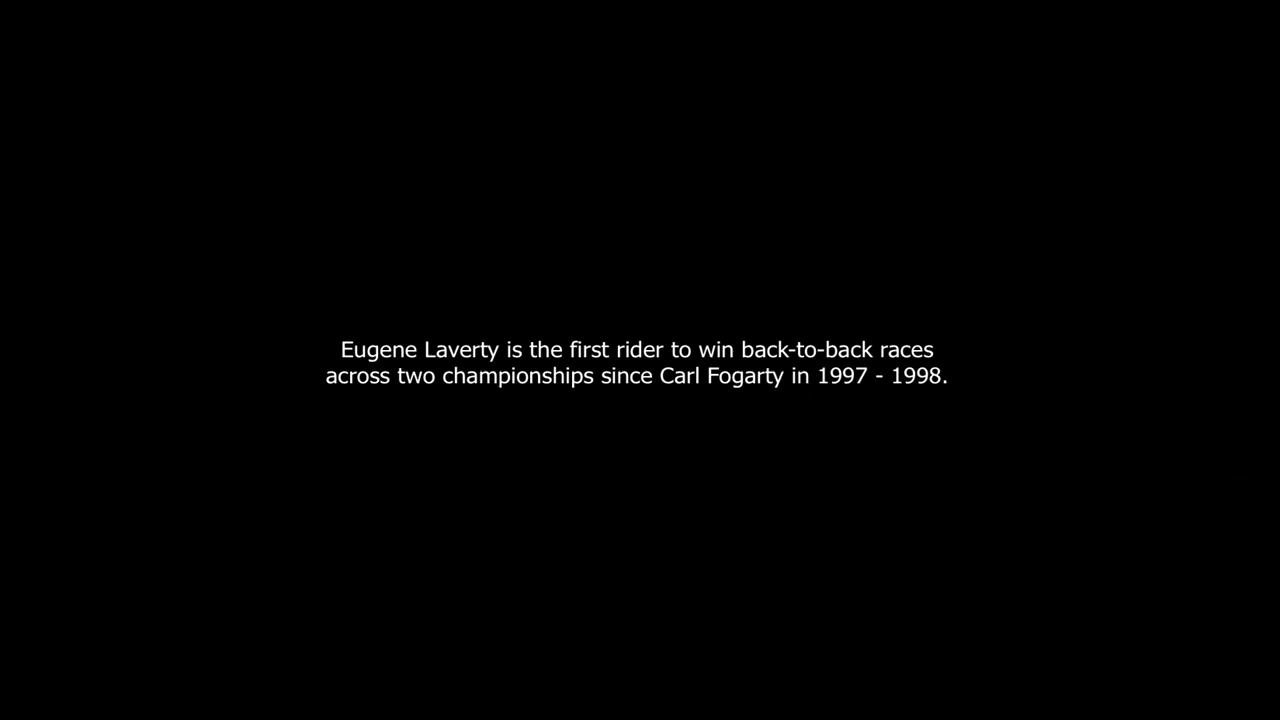 Eugene Laverty is the first rider to win back-to-back races
across two championships since Carl Fogarty in 1997 - 1998.